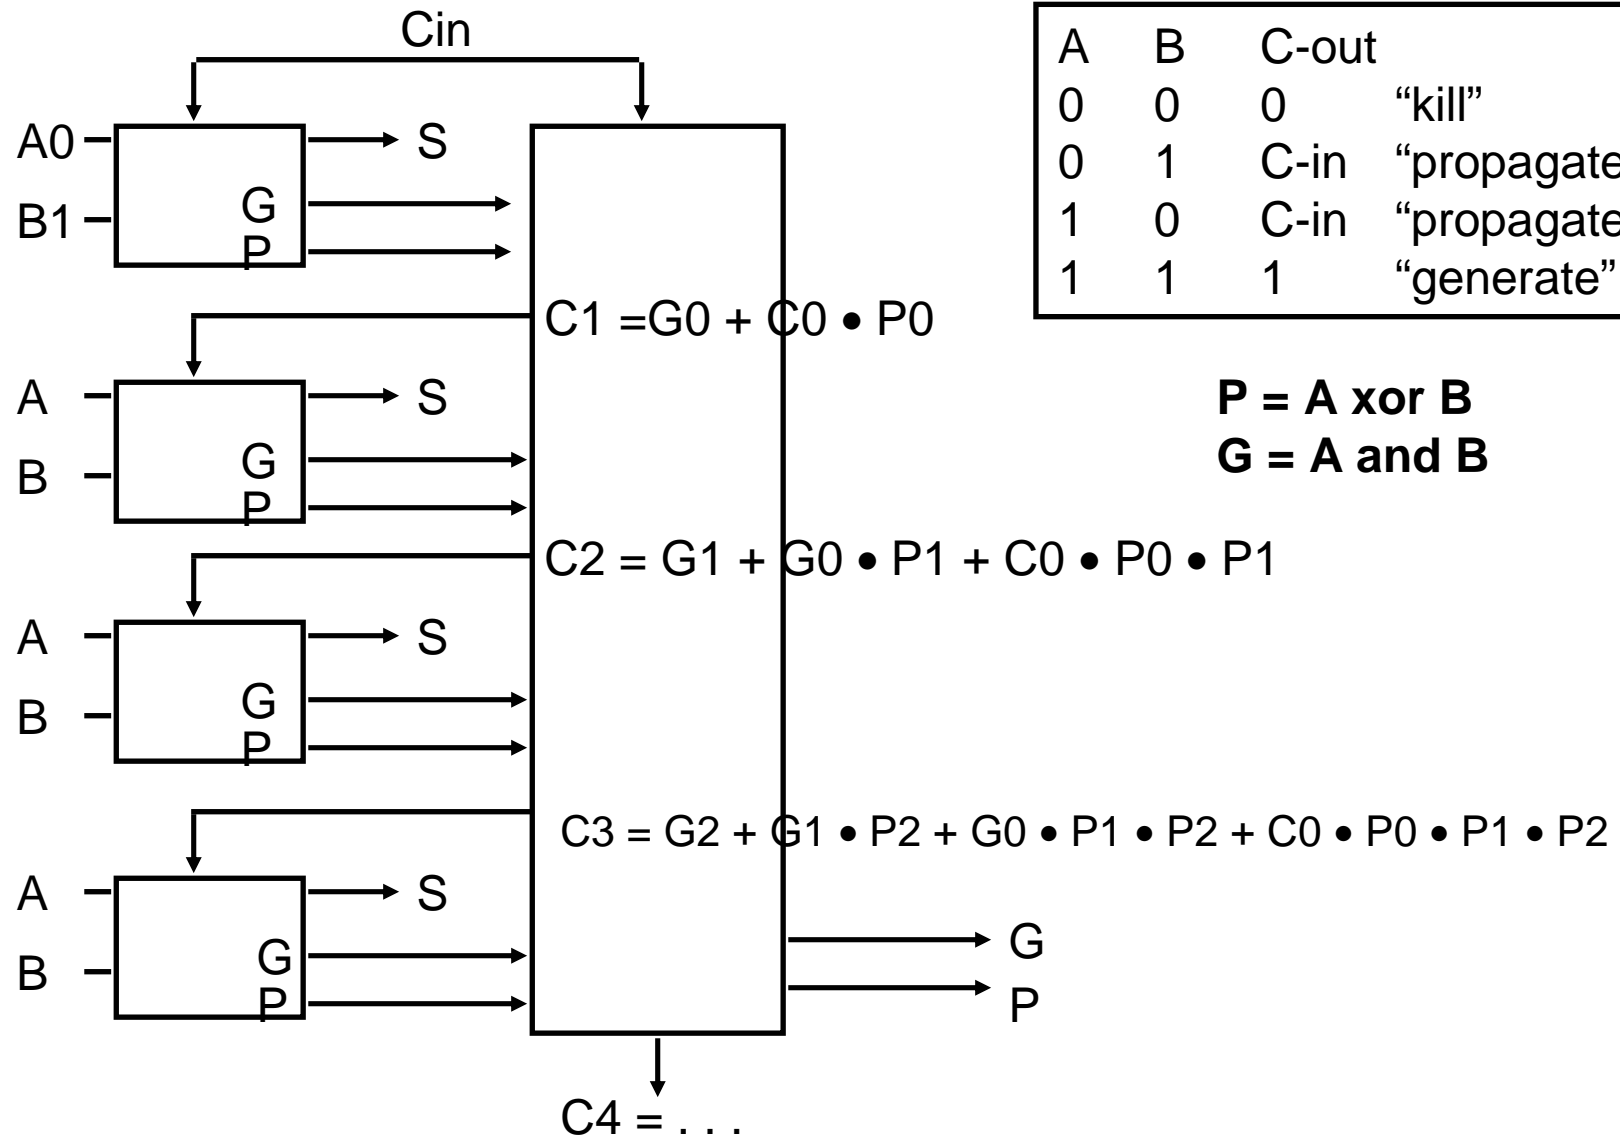 Cin
A B C-out
0 0 0 “kill”
0 1 C-in “propagate
1 0 C-in “propagate
1 1 1 “generate”
A0
S
B1
G
P
C1 =G0 + C0 • P0
P = A xor B
G = A and B
A
S
B
G
P
C2 = G1 + G0 • P1 + C0 • P0 • P1
A
S
B
G
P
C3 = G2 + G1 • P2 + G0 • P1 • P2 + C0 • P0 • P1 • P2
A
S
B
G
P
G
P
C4 = . . .